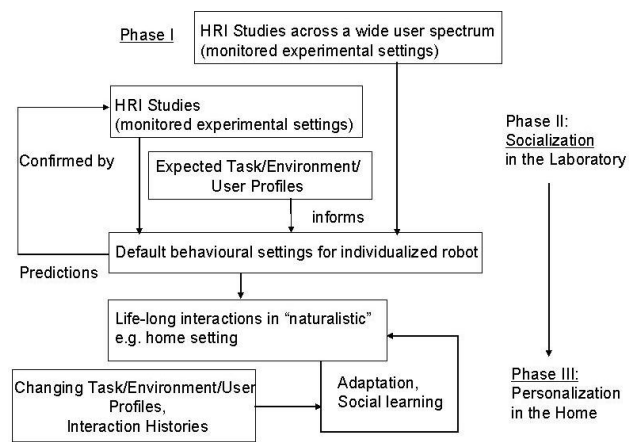 Phase I
HRI Studies across a wide user spectrum
(monitored experimental settings)
HRI Studies
(monitored experimental settings)
Phase II:
Socialization
in the Laboratory
Confirmed by
Expected Task/Environment/
User Profiles
informs
Default behavioural settings for individualized robot
Predictions
Life-long interactions in “naturalistic”
e.g. home setting
Changing Task/Environment/User
Profiles,
Interaction Histories
Adaptation,
Social learning
Phase III:
Personalization
in the Home